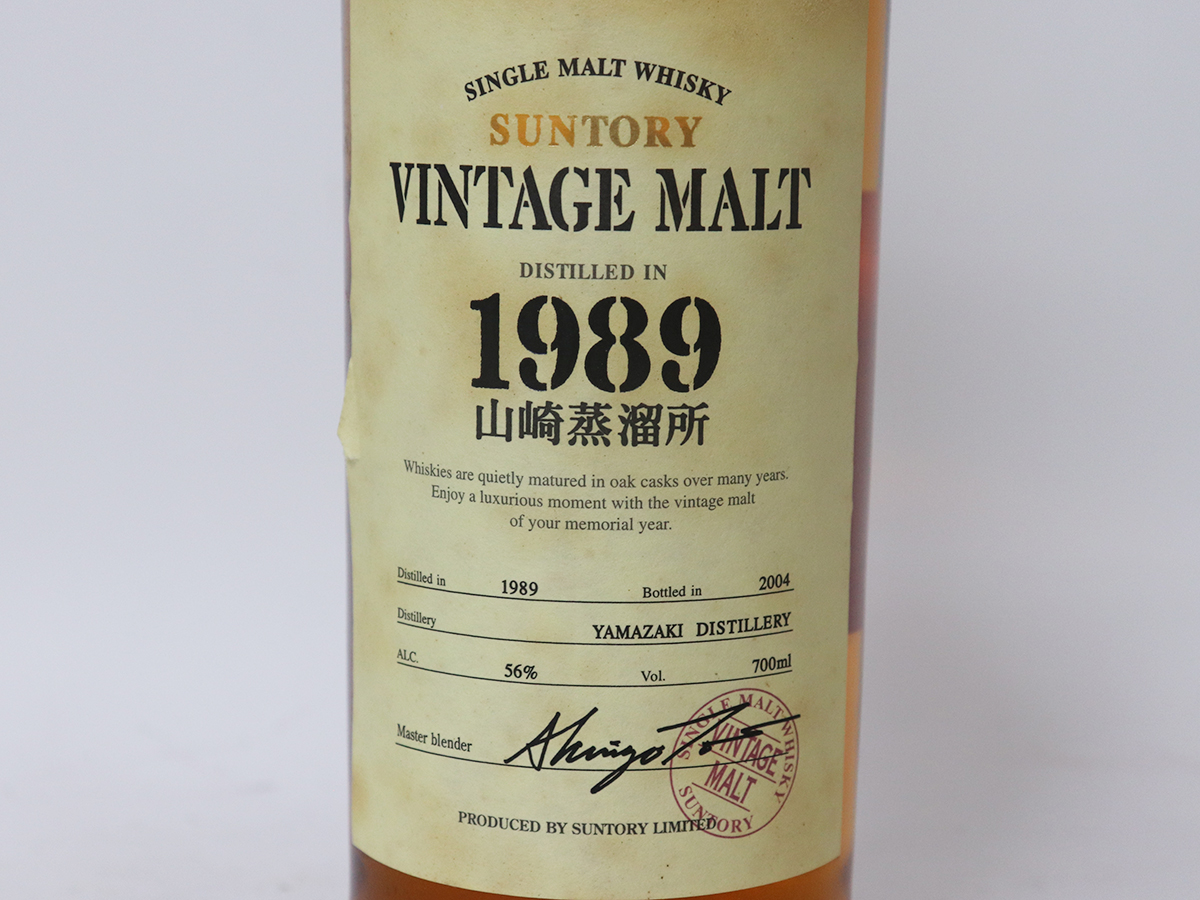 SINGLE MALT WHISKY
SUNTORY
VINTAGE MALT
DISTILLED IN
1989
山崎蒸溜所
Whiskies are quietly matured in oak casks over many years.
Enjoy a luxurious moment with the vintage malt
of your memorial year.
Distilled in 1989 Bottled in 2004
Distillery YAMAZAKI DISTILLERY
ALC. 56% Vol. 700ml
Master blender
SINGLE MALT WHISKY
VINTAGE
MALT
SUNTORY
PRODUCED BY SUNTORY LIMITED